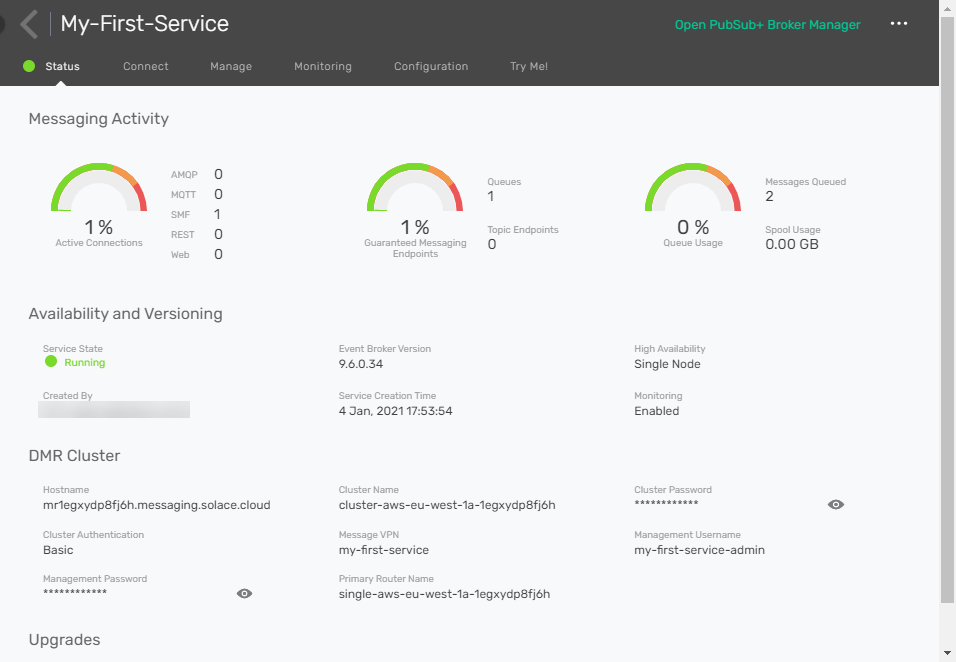 My-First-Service
Open PubSub+ Broker Manager
Status Connect Manage Monitoring Configuration Try Me!
Messaging Activity
1 %
Active Connections
AMQP 0
MQTT 0
SMF 1
REST 0
Web 0
1 %
Guaranteed Messaging
Endpoints
Queues
1
Topic Endpoints
0
0 %
Queue Usage
Messages Queued
2
Spool Usage
0.00 GB
Availability and Versioning
Service State
Running
Event Broker Version
9.6.0.34
High Availability
Single Node
Created By
Service Creation Time
4 Jan, 2021 17:53:54
Monitoring
Enabled
DMR Cluster
Hostname
mr1egxydp8fj6h.messaging.solace.cloud
Cluster Name
cluster-aws-eu-west-1a-1egxydp8fj6h
Cluster Password
************
Cluster Authentication
Basic
Message VPN
my-first-service
Management Username
my-first-service-admin
Management Password
************
Primary Router Name
single-aws-eu-west-1a-1egxydp8fj6h
Upgrades